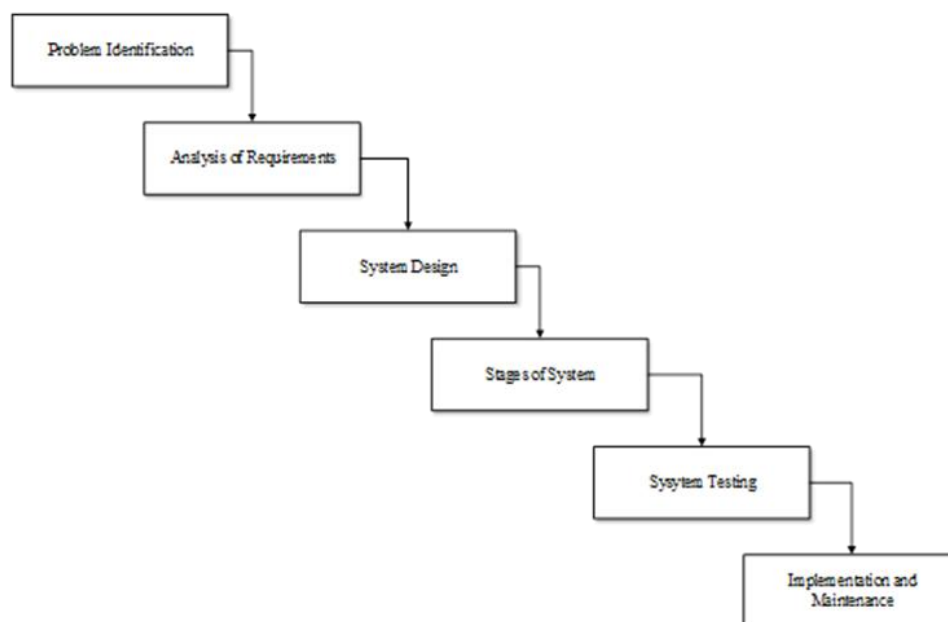 Problem Identification
Analysis of Requirements
System Design
Stages of System
Sysytem Testing
Implementation and
Maintenance